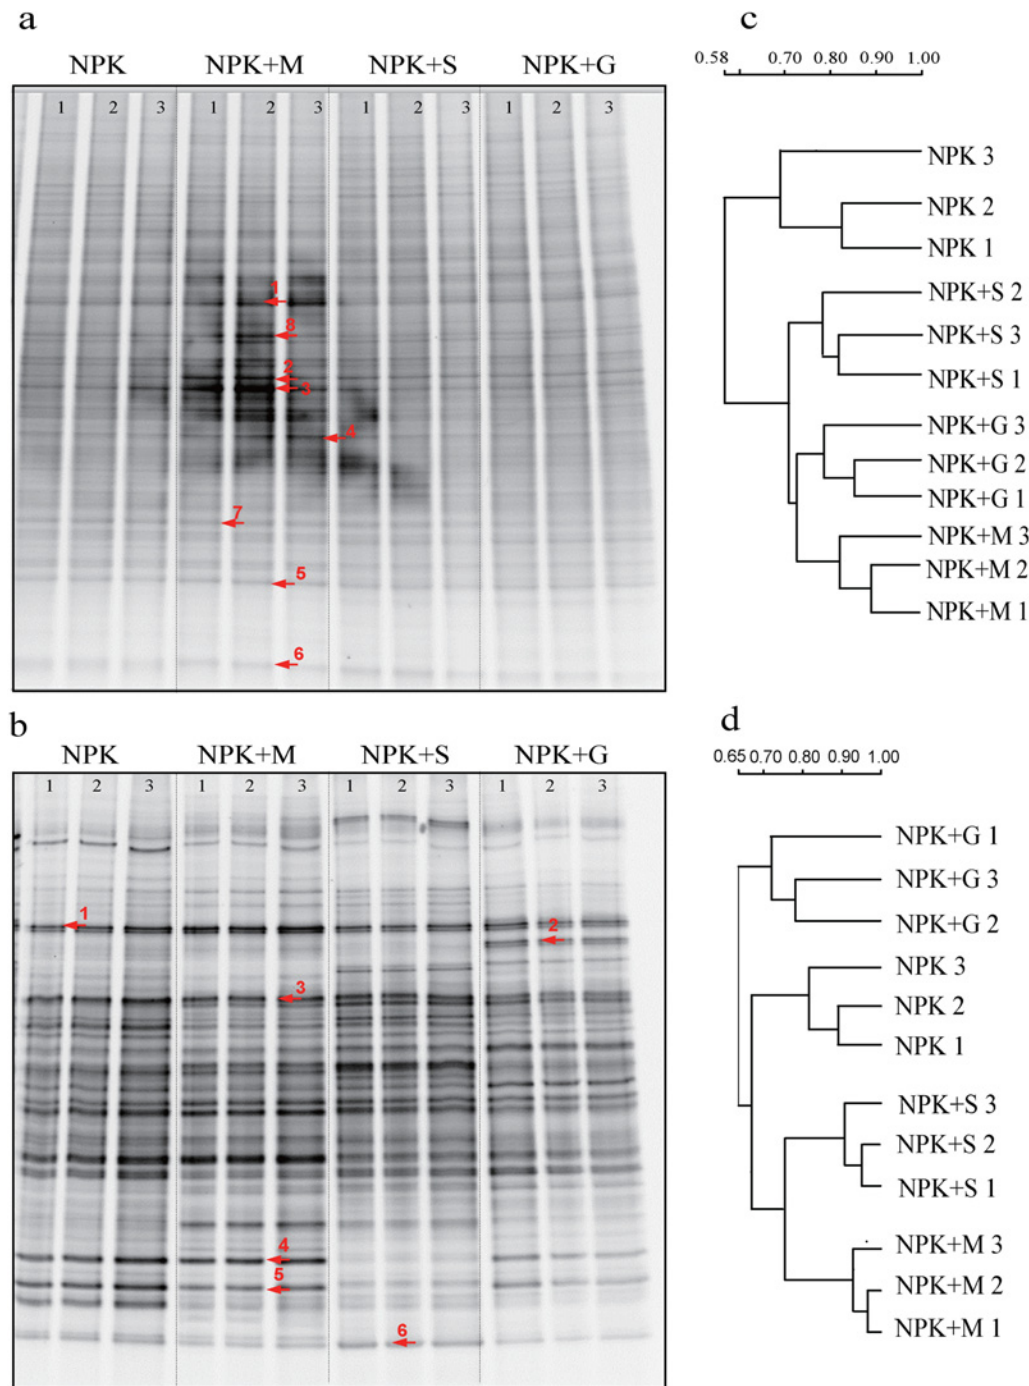 a
NPK NPK+M NPK+S NPK+G
1 2 3 1 2 3 1 2 3 1 2 3
1
8
2
3
4
7
5
6
c
0.58 0.70 0.80 0.90 1.00
NPK 3
NPK 2
NPK 1
NPK+S 2
NPK+S 3
NPK+S 1
NPK+G 3
NPK+G 2
NPK+G 1
NPK+M 3
NPK+M 2
NPK+M 1
b
NPK NPK+M NPK+S NPK+G
1 2 3 1 2 3 1 2 3 1 2 3
1
2
3
4
5
6
d
0.65 0.70 0.80 0.90 1.00
NPK+G 1
NPK+G 3
NPK+G 2
NPK 3
NPK 2
NPK 1
NPK+S 3
NPK+S 2
NPK+S 1
NPK+M 3
NPK+M 2
NPK+M 1